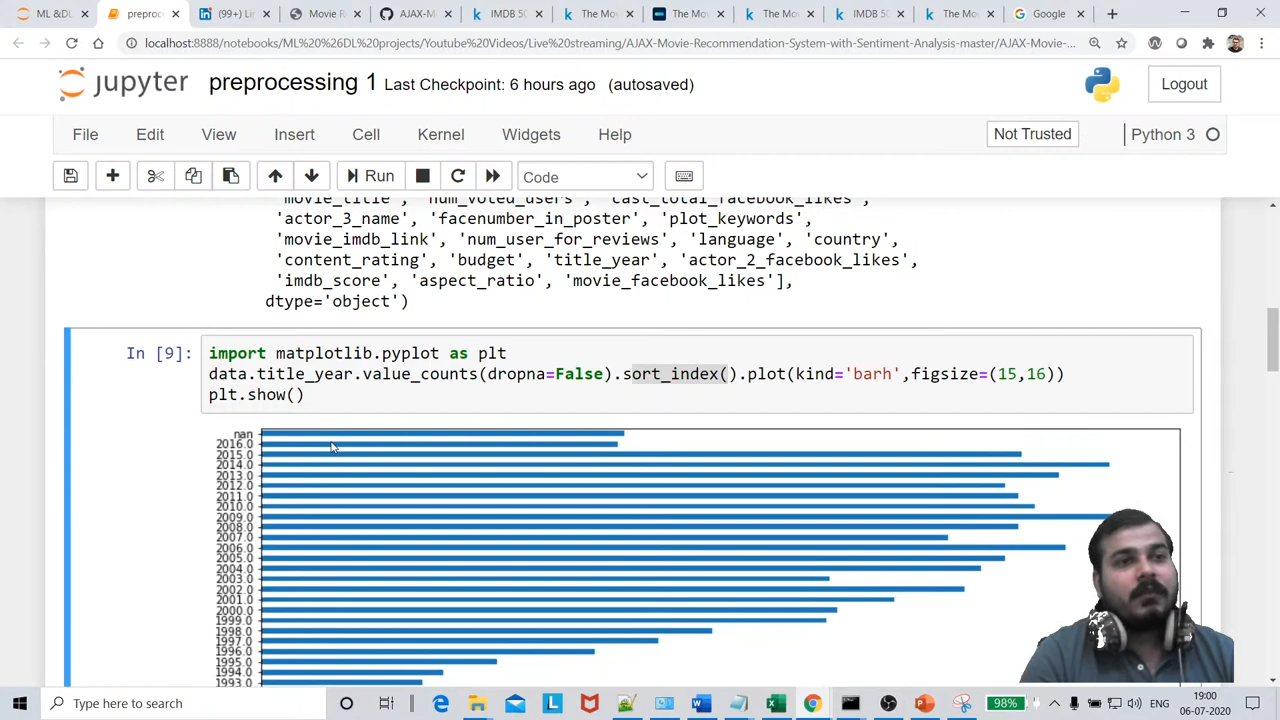 ML &DL
preproc
(99+) Li
Movie R
AJAX-M
IMDB 50
The Mo
The Mov
The Mo
IMDB 50
The Mo
Google
localhost:8888/notebooks/ML%20%26DL%20projects/Youtube%20Videos/Live%20streaming/AJAX-Movie-Recommendation-System-with-Sentiment-Analysis-master/AJAX-Movie-...
jupyter preprocessing 1 Last Checkpoint: 6 hours ago (autosaved) Logout
File Edit View Insert Cell Kernel Widgets Help Not Trusted Python 3
Run Code
'movie_title', 'num_voted_users', 'cast_total_facebook_likes',
'actor_3_name', 'facenumber_in_poster', 'plot_keywords',
'movie_imdb_link', 'num_user_for_reviews', 'language', 'country',
'content_rating', 'budget', 'title_year', 'actor_2_facebook_likes',
'imdb_score', 'aspect_ratio', 'movie_facebook_likes'],
dtype='object')
In [9]: import matplotlib.pyplot as plt
data.title_year.value_counts(dropna=False).sort_index().plot(kind='barh',figsize=(15,16))
plt.show()
nan
2016.0
2015.0
2014.0
2013.0
2012.0
2011.0
2010.0
2009.0
2008.0
2007.0
2006.0
2005.0
2004.0
2003.0
2002.0
2001.0
2000.0
1999.0
1998.0
1997.0
1996.0
1995.0
1994.0
1993.0
Type here to search
98%
ENG
19:00
06-07-2020